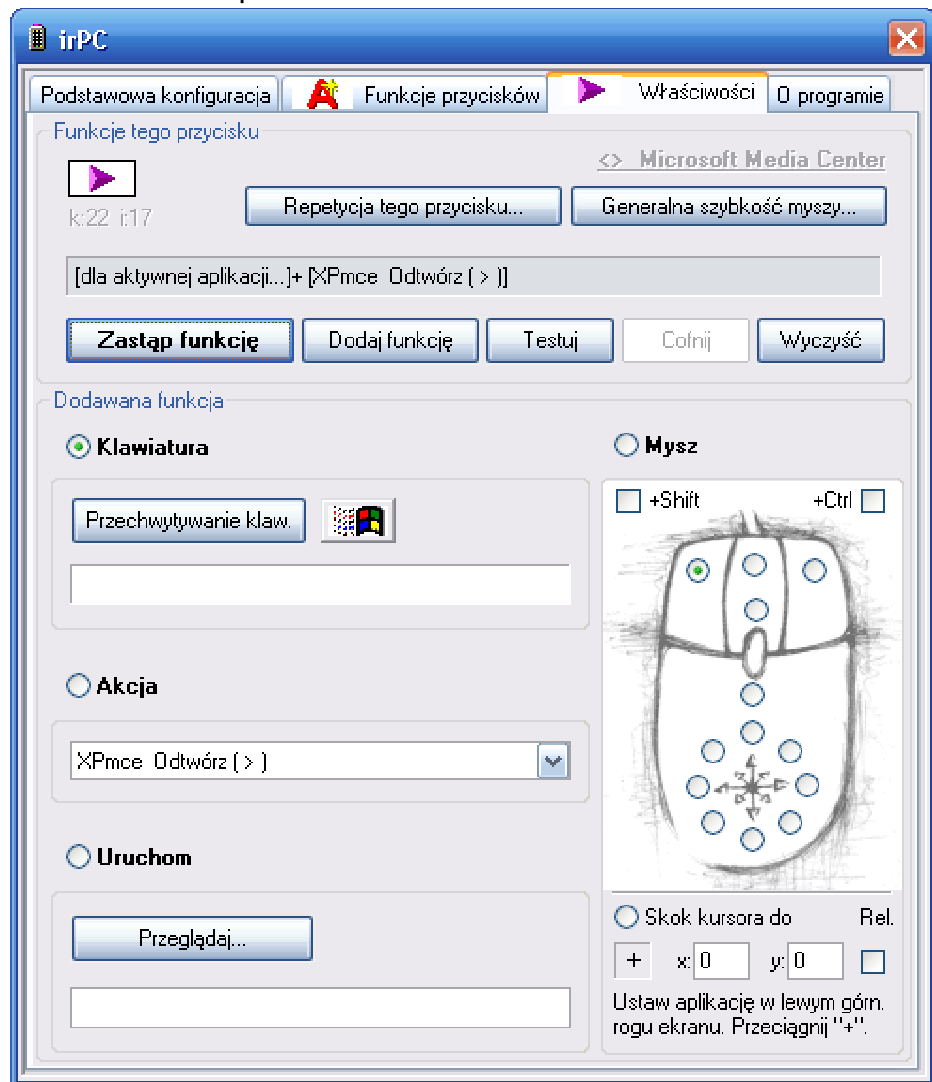 irPC
Podstawowa konfiguracja Funkcje przycisków Właściwości O programie
Funkcje tego przycisku
<> Microsoft Media Center
k:22 i:17
Repetycja tego przycisku... Generalna szybkość myszy...
[dla aktywnej aplikacji...]+ [XPmce Odtwórz ( > )]
Zastąp funkcję Dodaj funkcję Testuj Cofnij Wyczyść
Dodawana funkcja
Klawiatura
Przechwytywanie klaw.
Akcja
XPmce Odtwórz ( > )
Uruchom
Przeglądaj...
Mysz
+Shift +Ctrl
Skok kursora do Rel.
+ x: 0 y: 0
Ustaw aplikację w lewym górn.
rogu ekranu. Przeciągnij "+".